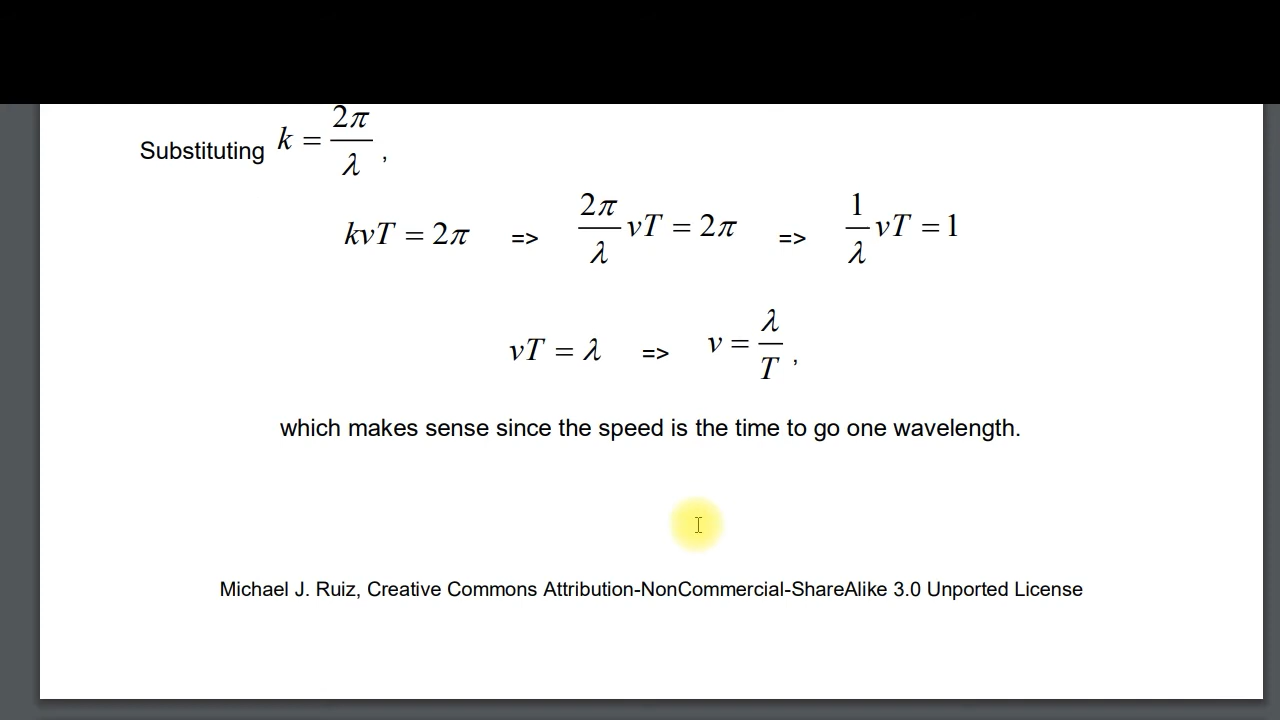 Substituting k = 2π/λ ,
kvT = 2π => 2π/λ vT = 2π => 1/λ vT = 1
vT = λ => v = λ/T ,
which makes sense since the speed is the time to go one wavelength.
Michael J. Ruiz, Creative Commons Attribution-NonCommercial-ShareAlike 3.0 Unported License